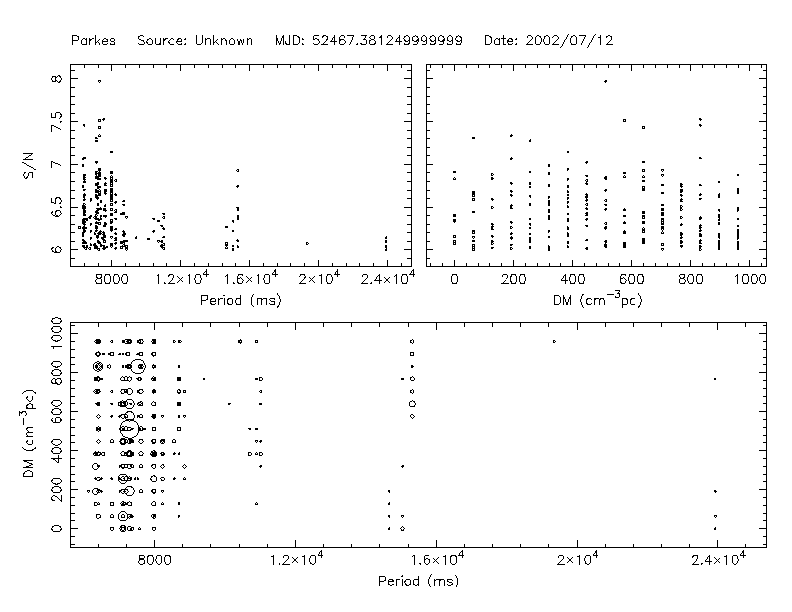 Parkes Source: Unknown MJD: 52467.381249999999 Date: 2002/07/12
8
7.5
7
6.5
6
S/N
8000 1.2×10⁴ 1.6×10⁴ 2×10⁴ 2.4×10⁴
Period (ms)
0 200 400 600 800 1000
DM (cm⁻³pc)
1000
800
600
400
200
0
DM (cm⁻³pc)
8000 1.2×10⁴ 1.6×10⁴ 2×10⁴ 2.4×10⁴
Period (ms)